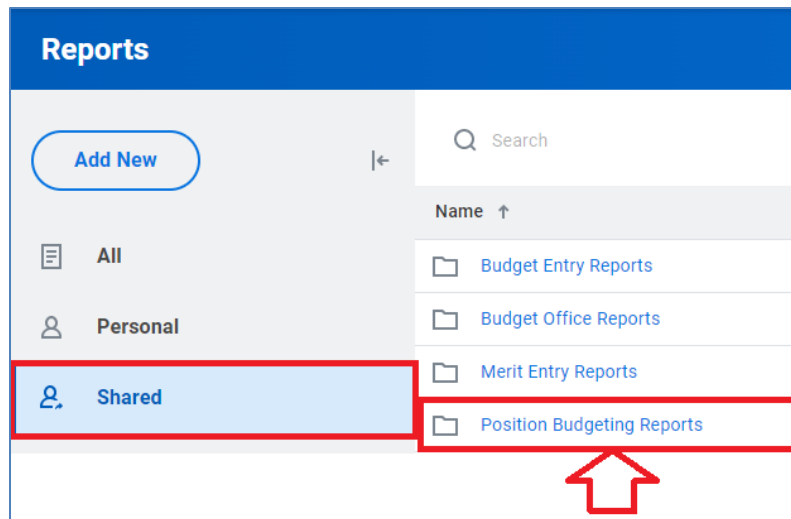 Reports
Add New
Search
Name
All
Personal
Shared
Budget Entry Reports
Budget Office Reports
Merit Entry Reports
Position Budgeting Reports